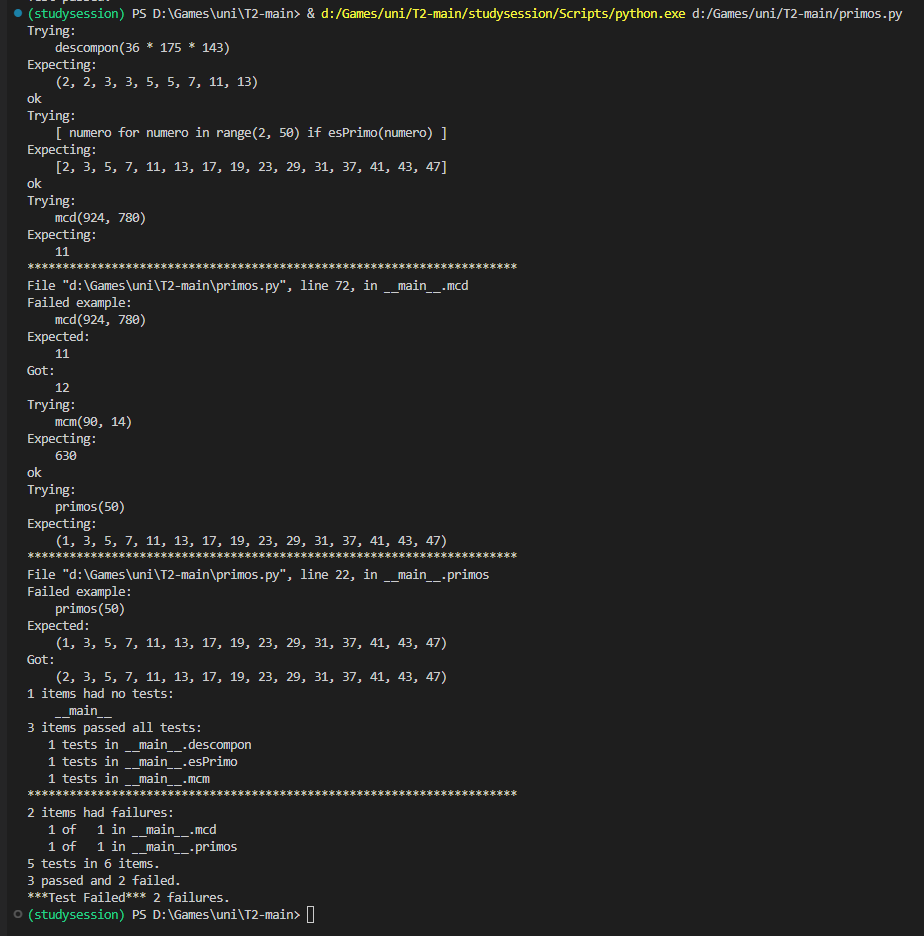 (studysession) PS D:\Games\uni\T2-main> & d:/Games/uni/T2-main/studysession/Scripts/python.exe d:/Games/uni/T2-main/primos.py
Trying:
    descompon(36 * 175 * 143)
Expecting:
    (2, 2, 3, 3, 5, 5, 7, 11, 13)
ok
Trying:
    [ numero for numero in range(2, 50) if esPrimo(numero) ]
Expecting:
    [2, 3, 5, 7, 11, 13, 17, 19, 23, 29, 31, 37, 41, 43, 47]
ok
Trying:
    mcd(924, 780)
Expecting:
    11
**********************************************************************
File "d:\Games\uni\T2-main\primos.py", line 72, in __main__.mcd
Failed example:
    mcd(924, 780)
Expected:
    11
Got:
    12
Trying:
    mcm(90, 14)
Expecting:
    630
ok
Trying:
    primos(50)
Expecting:
    (1, 3, 5, 7, 11, 13, 17, 19, 23, 29, 31, 37, 41, 43, 47)
**********************************************************************
File "d:\Games\uni\T2-main\primos.py", line 22, in __main__.primos
Failed example:
    primos(50)
Expected:
    (1, 3, 5, 7, 11, 13, 17, 19, 23, 29, 31, 37, 41, 43, 47)
Got:
    (2, 3, 5, 7, 11, 13, 17, 19, 23, 29, 31, 37, 41, 43, 47)
1 items had no tests:
    __main__
3 items passed all tests:
   1 tests in __main__.descompon
   1 tests in __main__.esPrimo
   1 tests in __main__.mcm
**********************************************************************
2 items had failures:
   1 of   1 in __main__.mcd
   1 of   1 in __main__.primos
5 tests in 6 items.
3 passed and 2 failed.
***Test Failed*** 2 failures.
(studysession) PS D:\Games\uni\T2-main>